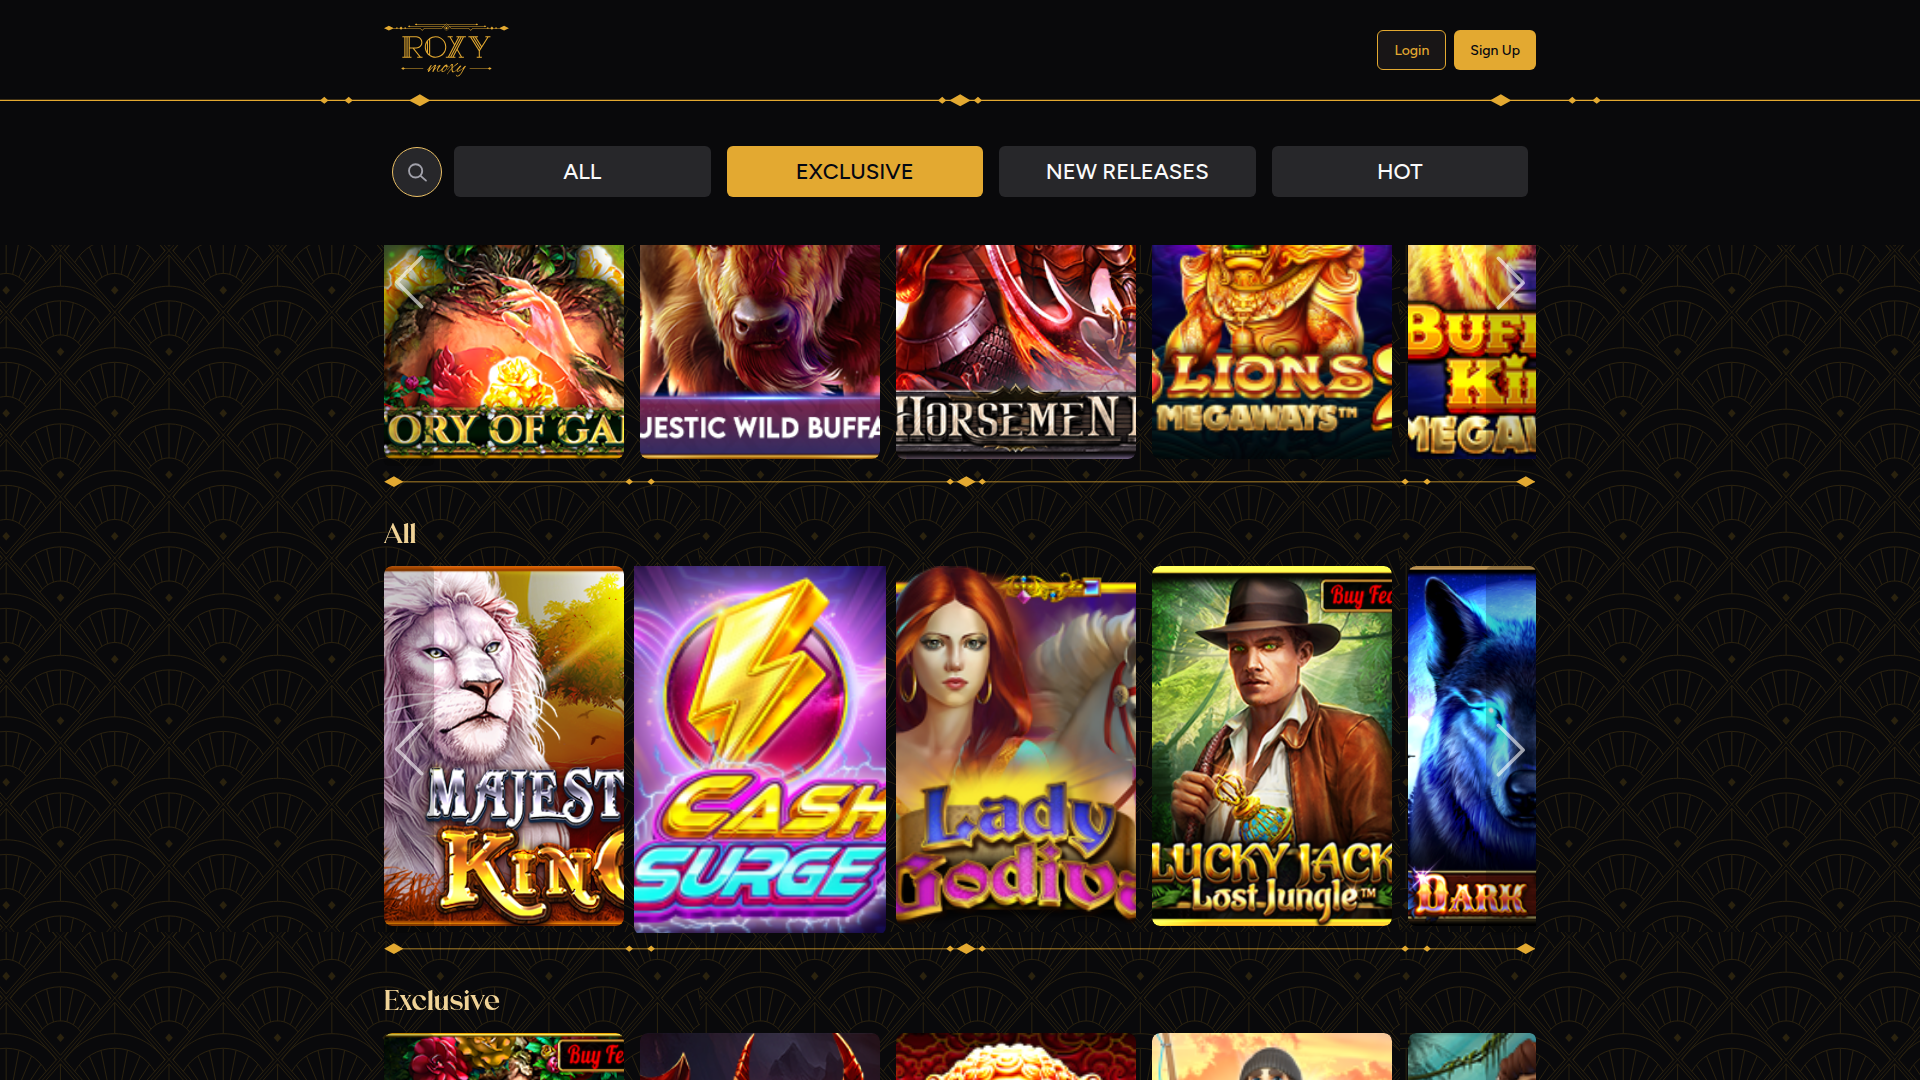 ROXY
moxy
Login
Sign Up
ALL
EXCLUSIVE
NEW RELEASES
HOT
ORY OF GA
JESTIC WILD BUFFA
HORSEMEN
LIONS 2
MEGAWAYS™
BUFF
KI
MEGA
All
MAJEST
KING
CASH
SURGE
Lady
Godiva
Buy Fea
LUCKY JACK
Lost Jungle™
DARK
Exclusive
Buy Fe